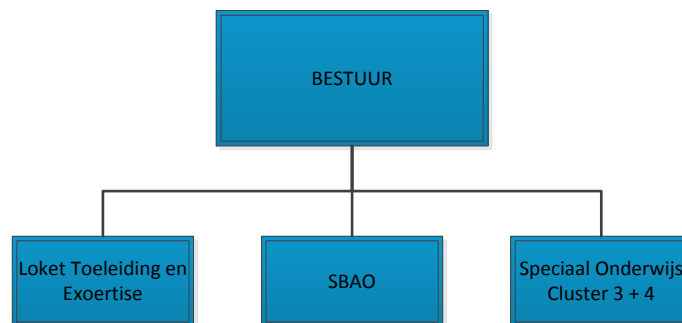 BESTUUR
Loket Toeleiding en
Exoertise
SBAO
Speciaal Onderwijs
Cluster 3 + 4